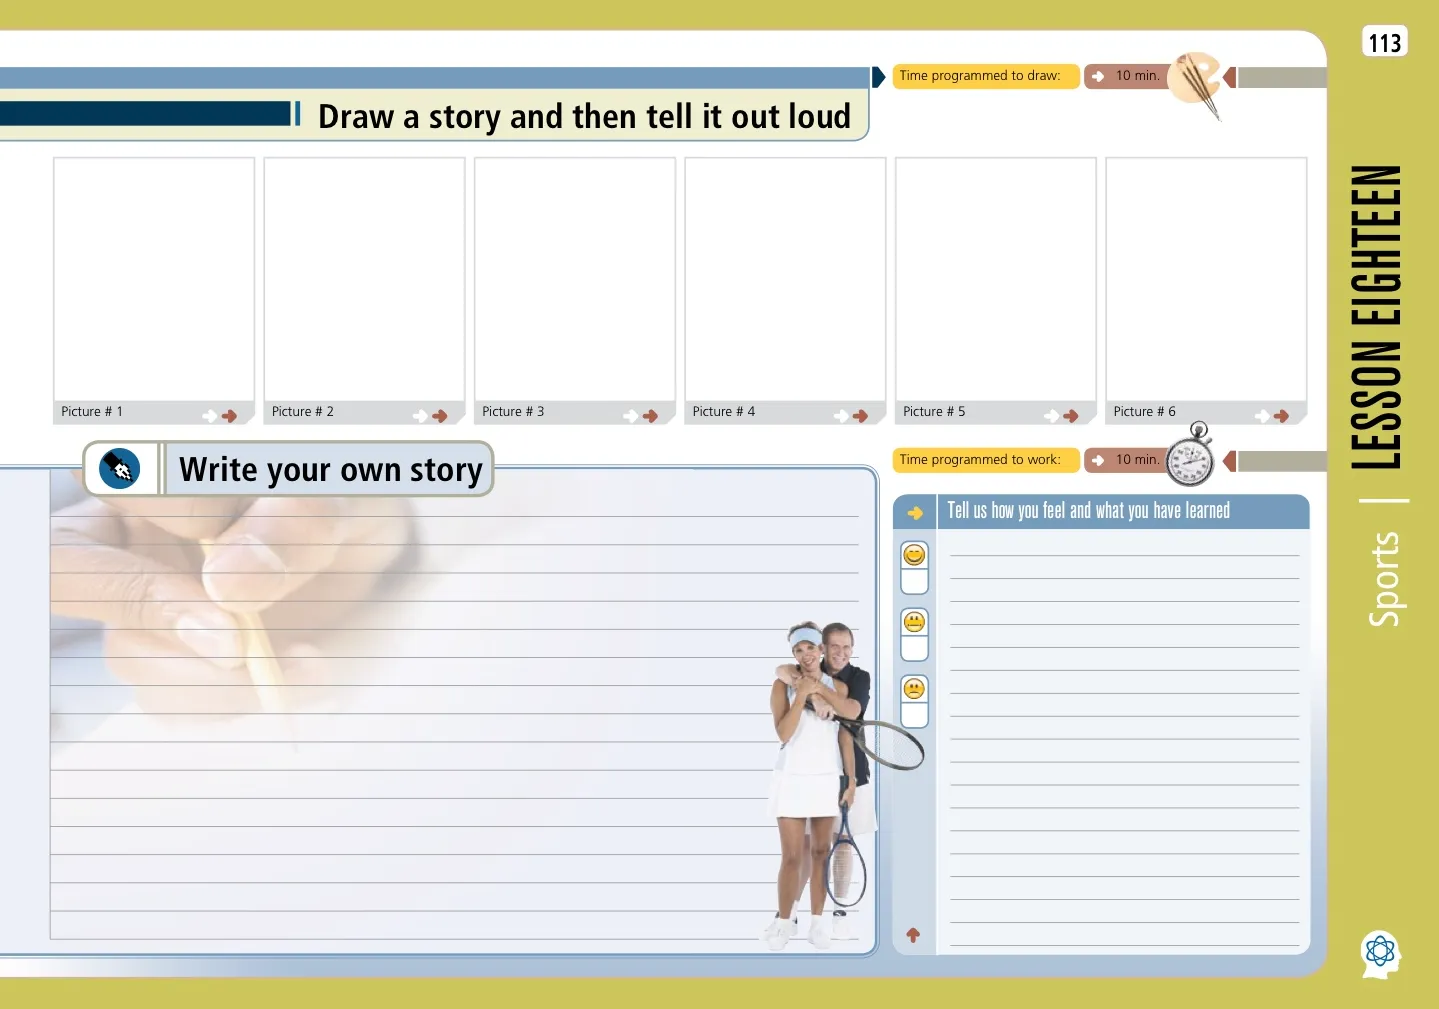 113
Time programmed to draw:
10 min.
Draw a story and then tell it out loud
Picture # 1
Picture # 2
Picture # 3
Picture # 4
Picture # 5
Picture # 6
Write your own story
Time programmed to work:
10 min.
Tell us how you feel and what you have learned
LESSON EIGHTEEN
Sports